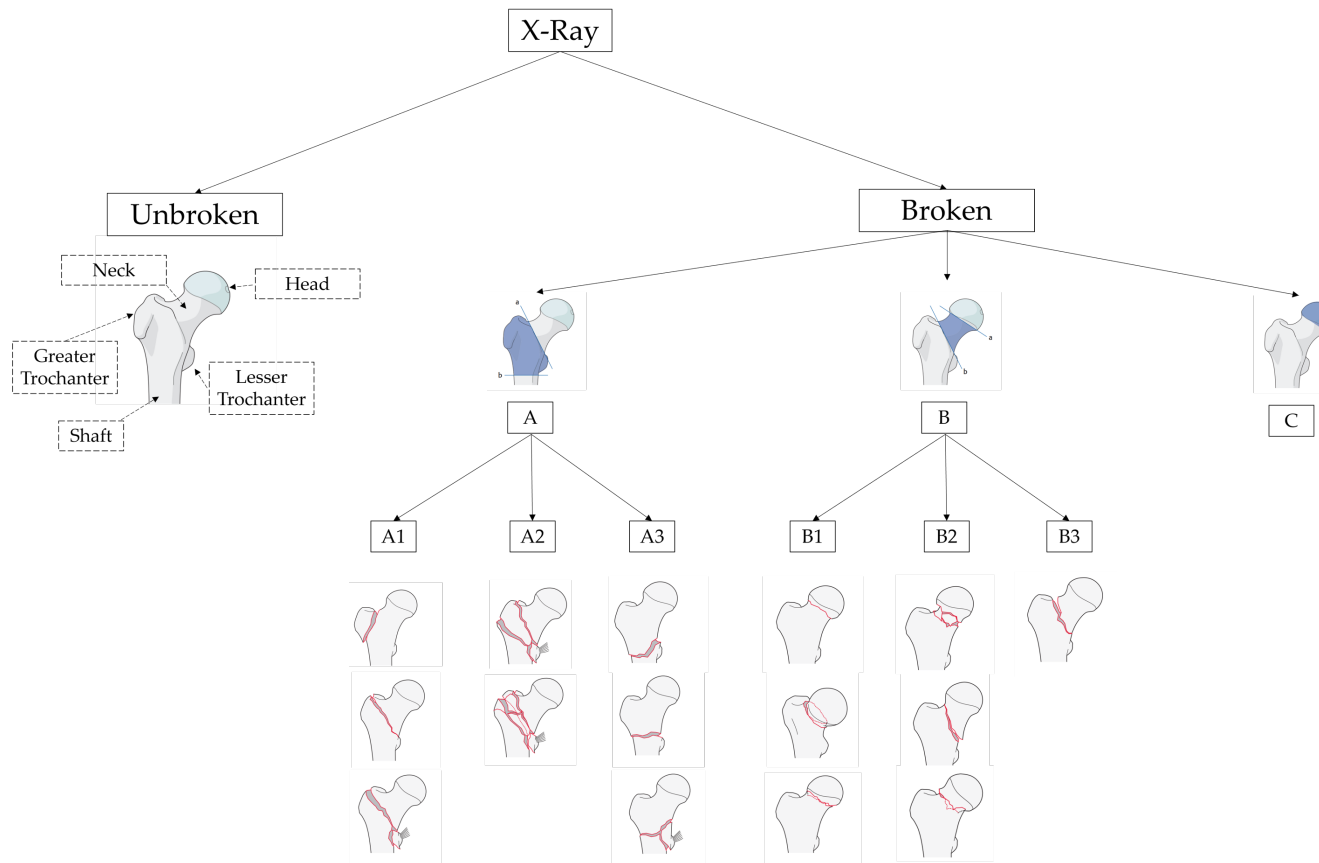 X-Ray
Unbroken
Broken
Neck
Head
Greater
Trochanter
Lesser
Trochanter
Shaft
a
b
a
b
A
B
C
A1
A2
A3
B1
B2
B3